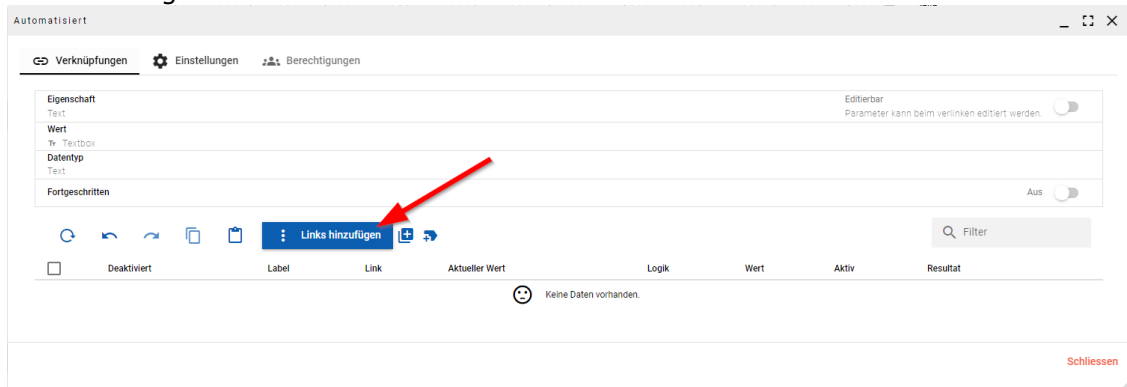 Automatisiert
Verknüpfungen Einstellungen Berechtigungen
Eigenschaft Editierbar
Text Parameter kann beim verlinken editiert werden.
Wert
Textbox
Datentyp
Text
Fortgeschritten Aus
Links hinzufügen Filter
Deaktiviert Label Link Aktueller Wert Logik Wert Aktiv Resultat
Keine Daten vorhanden.
Schliessen